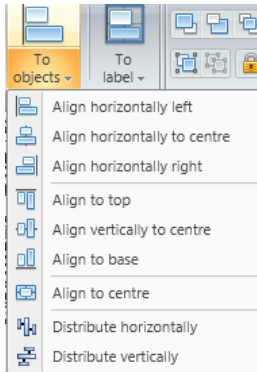 To
objects
To
label
Align horizontally left
Align horizontally to centre
Align horizontally right
Align to top
Align vertically to centre
Align to base
Align to centre
Distribute horizontally
Distribute vertically